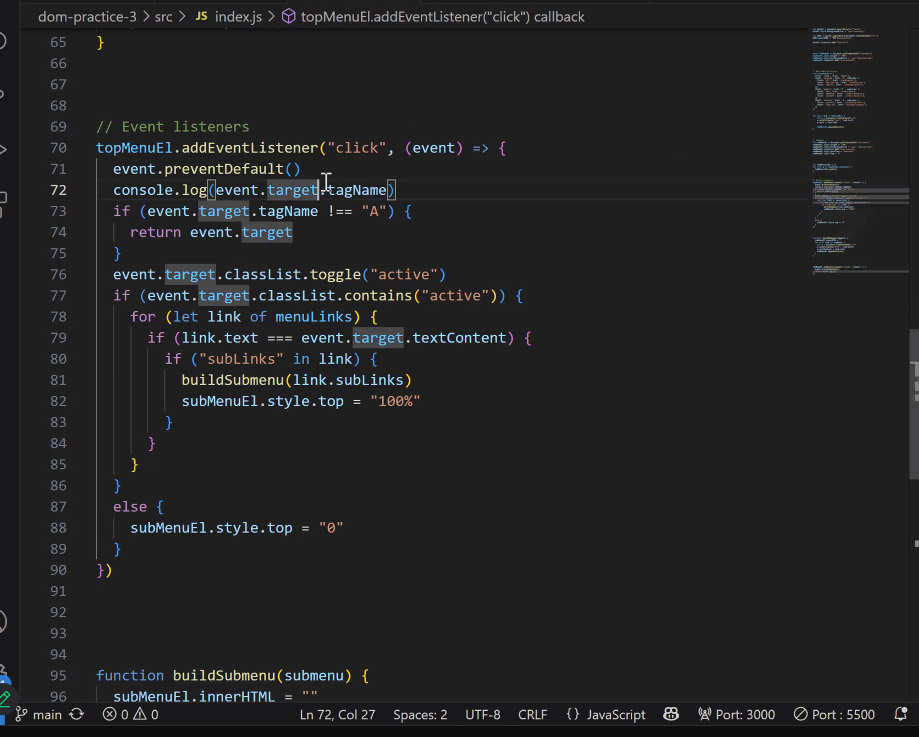 dom-practice-3 > src > JS index.js > topMenuEl.addEventListener("click") callback
65 }
66
67
68
69 // Event listeners
70 topMenuEl.addEventListener("click", (event) => {
71 event.preventDefault()
72 console.log(event.target.tagName)
73 if (event.target.tagName !== "A") {
74 return event.target
75 }
76 event.target.classList.toggle("active")
77 if (event.target.classList.contains("active")) {
78 for (let link of menuLinks) {
79 if (link.text === event.target.textContent) {
80 if ("subLinks" in link) {
81 buildSubmenu(link.subLinks)
82 subMenuEl.style.top = "100%"
83 }
84 }
85 }
86 }
87 else {
88 subMenuEl.style.top = "0"
89 }
90 })
91
92
93
94
95 function buildSubmenu(submenu) {
96 subMenuEl.innerHTML = ""
main 0 0 Ln 72, Col 27 Spaces: 2 UTF-8 CRLF {} JavaScript Port: 3000 Port : 5500